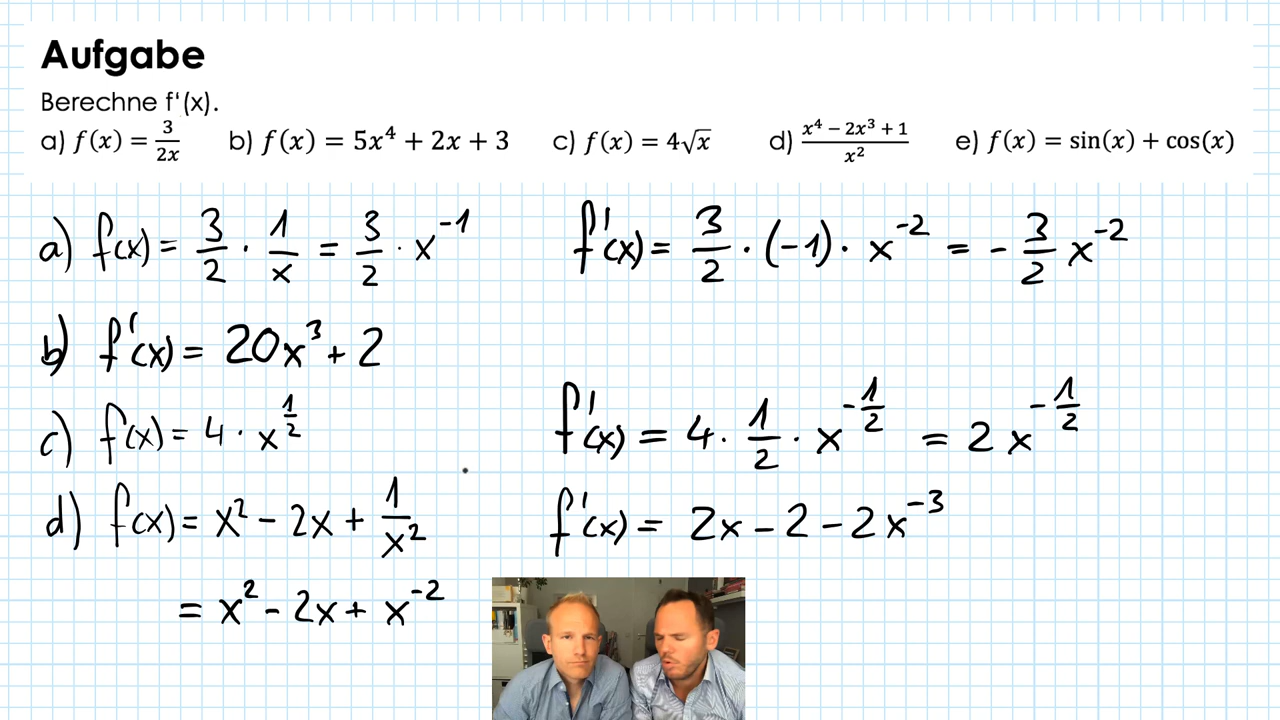 Aufgabe
Berechne f'(x).
a) f(x) = 3/(2x)   b) f(x) = 5x⁴ + 2x + 3   c) f(x) = 4√x   d) (x⁴ − 2x³ + 1)/x²   e) f(x) = sin(x) + cos(x)
a) f(x) = 3/2 · 1/x = 3/2 · x⁻¹   f'(x) = 3/2 · (−1) · x⁻² = − 3/2 x⁻²
b) f'(x) = 20x³ + 2
c) f(x) = 4 · x^(1/2)   f'(x) = 4 · 1/2 · x^(−1/2) = 2 x^(−1/2)
d) f(x) = x² − 2x + 1/x²   f'(x) = 2x − 2 − 2x⁻³
= x² − 2x + x⁻²